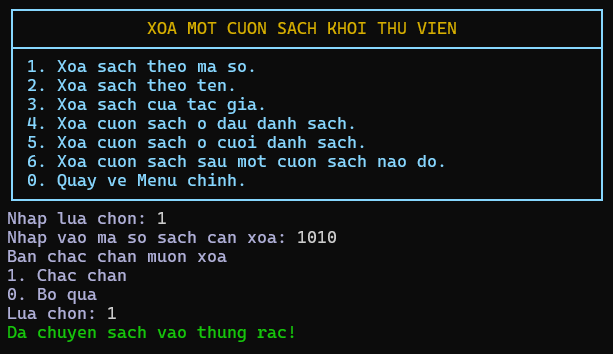 XOA MOT CUON SACH KHOI THU VIEN
1. Xoa sach theo ma so.
2. Xoa sach theo ten.
3. Xoa sach cua tac gia.
4. Xoa cuon sach o dau danh sach.
5. Xoa cuon sach o cuoi danh sach.
6. Xoa cuon sach sau mot cuon sach nao do.
0. Quay ve Menu chinh.
Nhap lua chon: 1
Nhap vao ma so sach can xoa: 1010
Ban chac chan muon xoa
1. Chac chan
0. Bo qua
Lua chon: 1
Da chuyen sach vao thung rac!